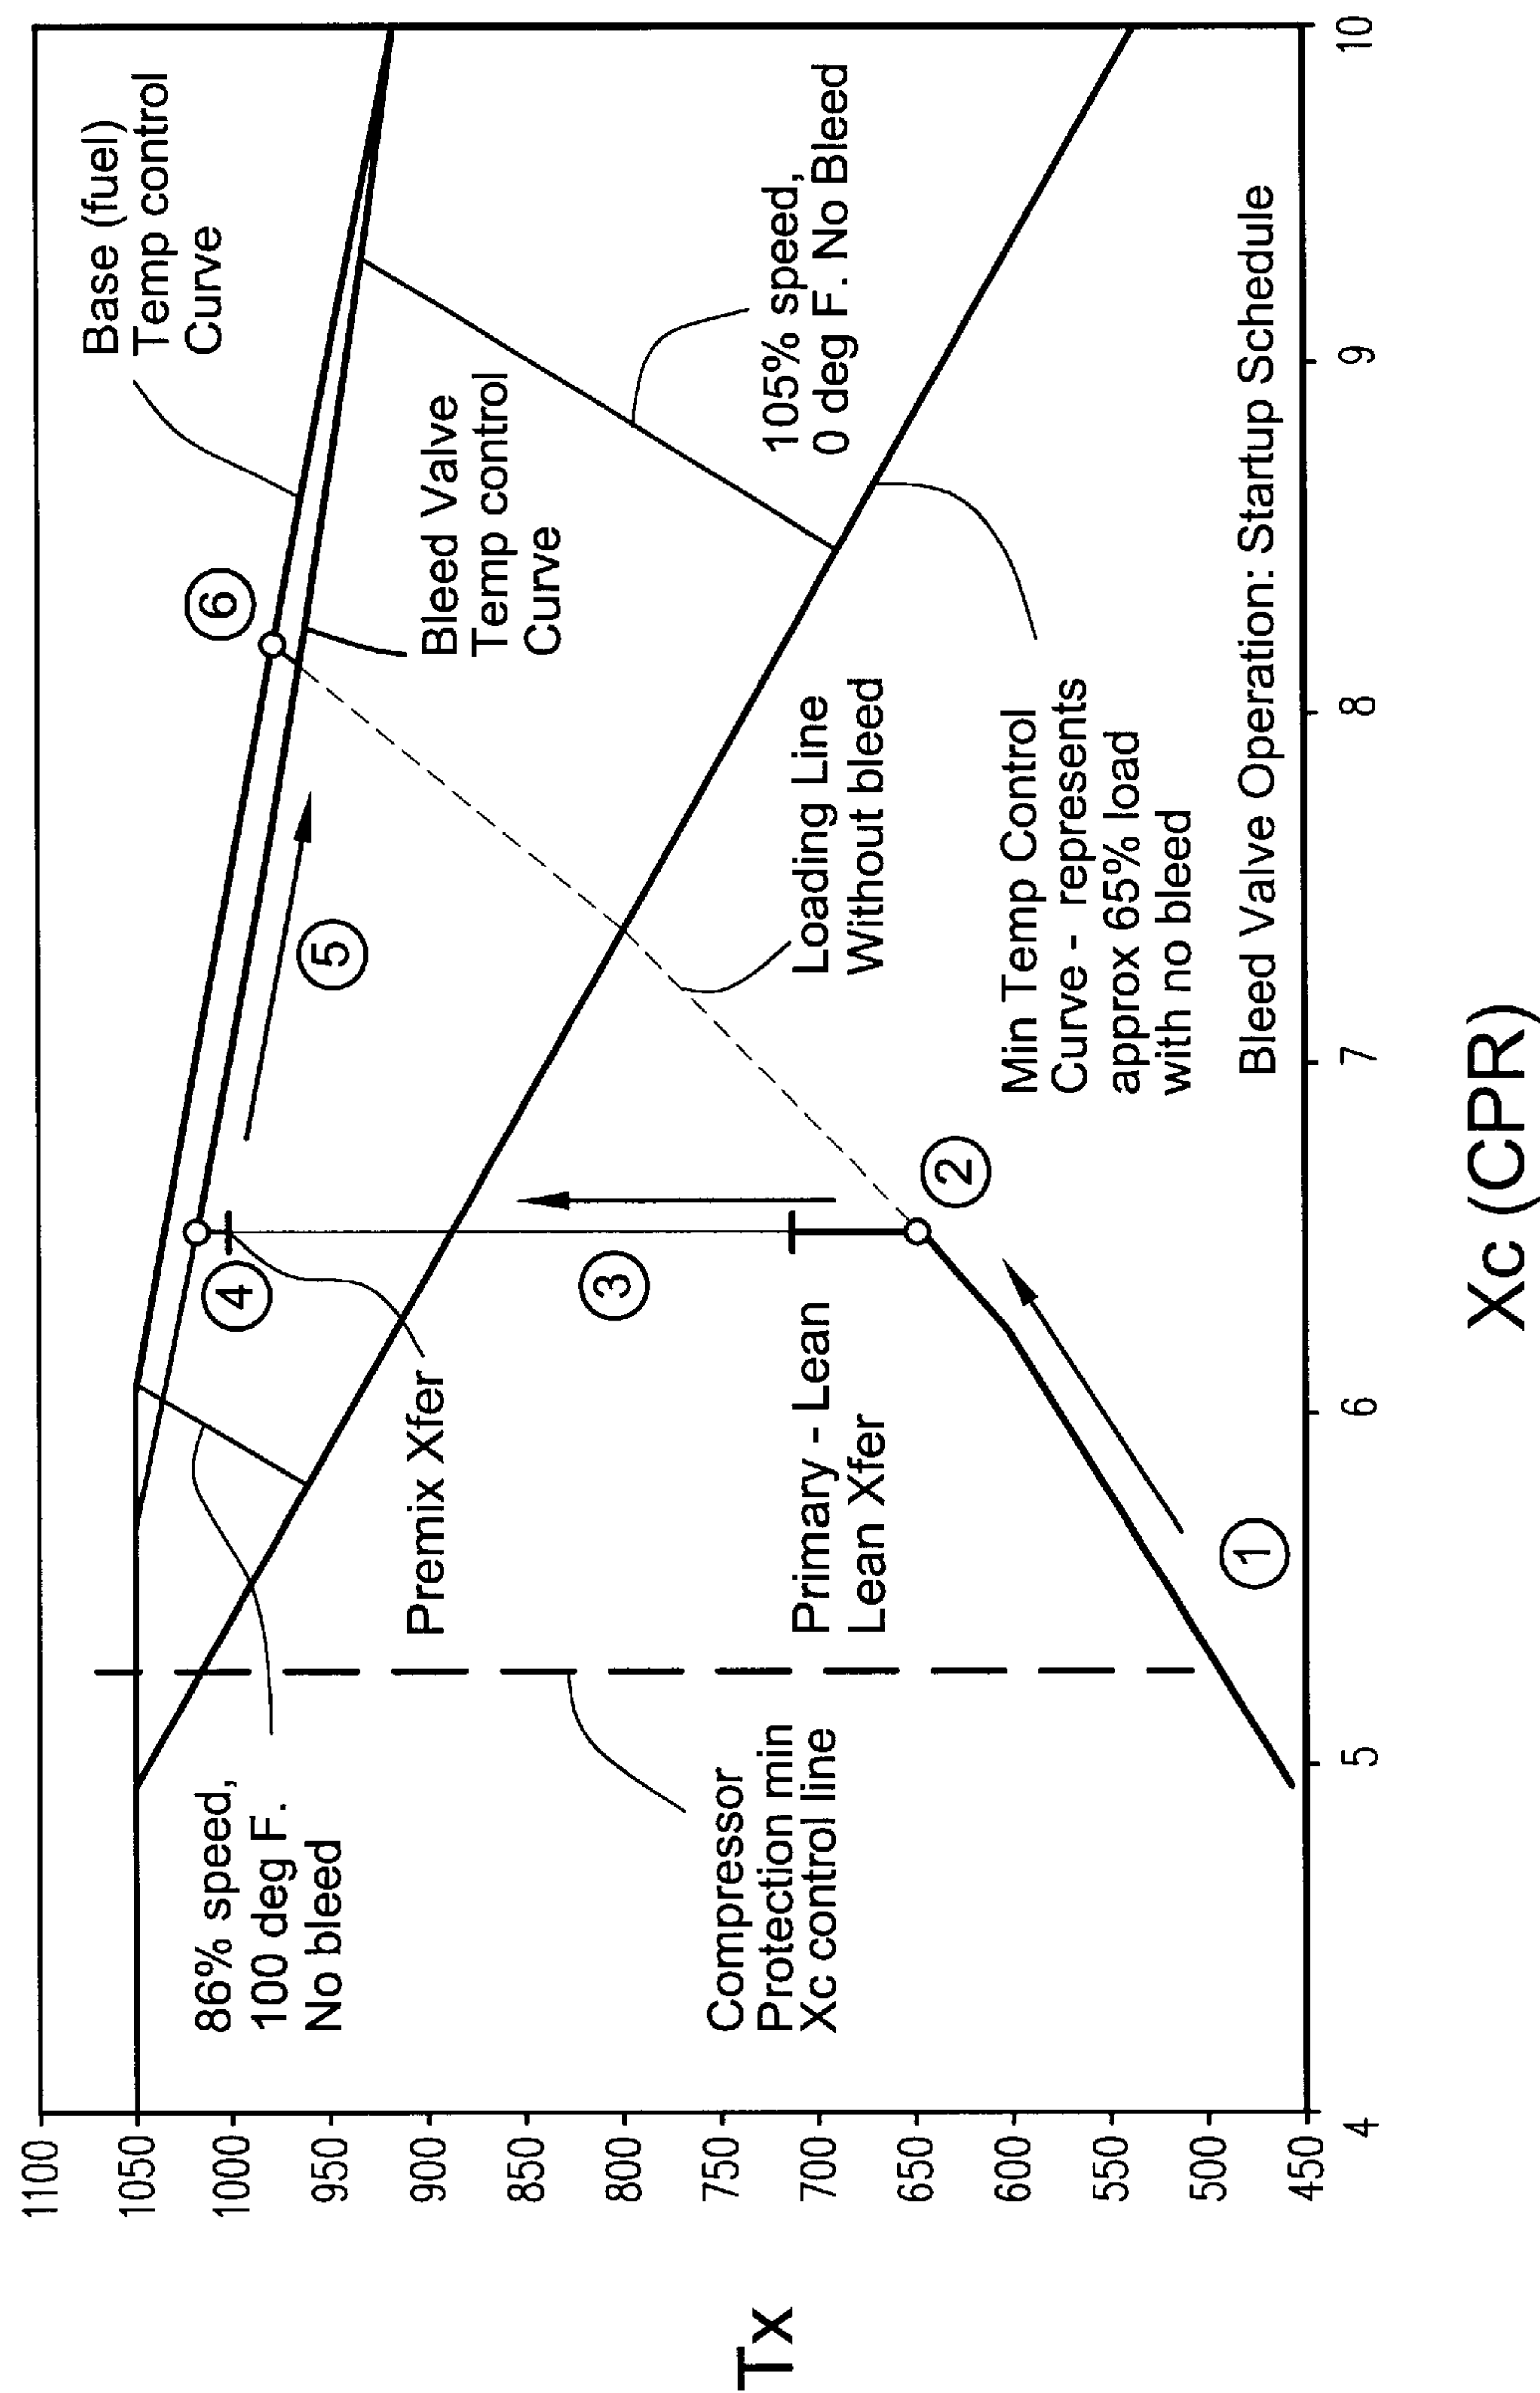 Tx
1100
1050
1000
950
900
850
800
750
700
650
600
550
500
450
4
5
6
7
8
9
10
Xc (CPR)
86% speed,
100 deg F.
No bleed
Compressor
Protection min
Xc control line
Premix Xfer
Primary - Lean
Lean Xfer
1
2
3
4
5
6
Base (fuel)
Temp control
Curve
Bleed Valve
Temp control
Curve
105% speed,
0 deg F. No Bleed
Loading Line
Without bleed
Min Temp Control
Curve - represents
approx 65% load
with no bleed
Bleed Valve Operation: Startup Schedule